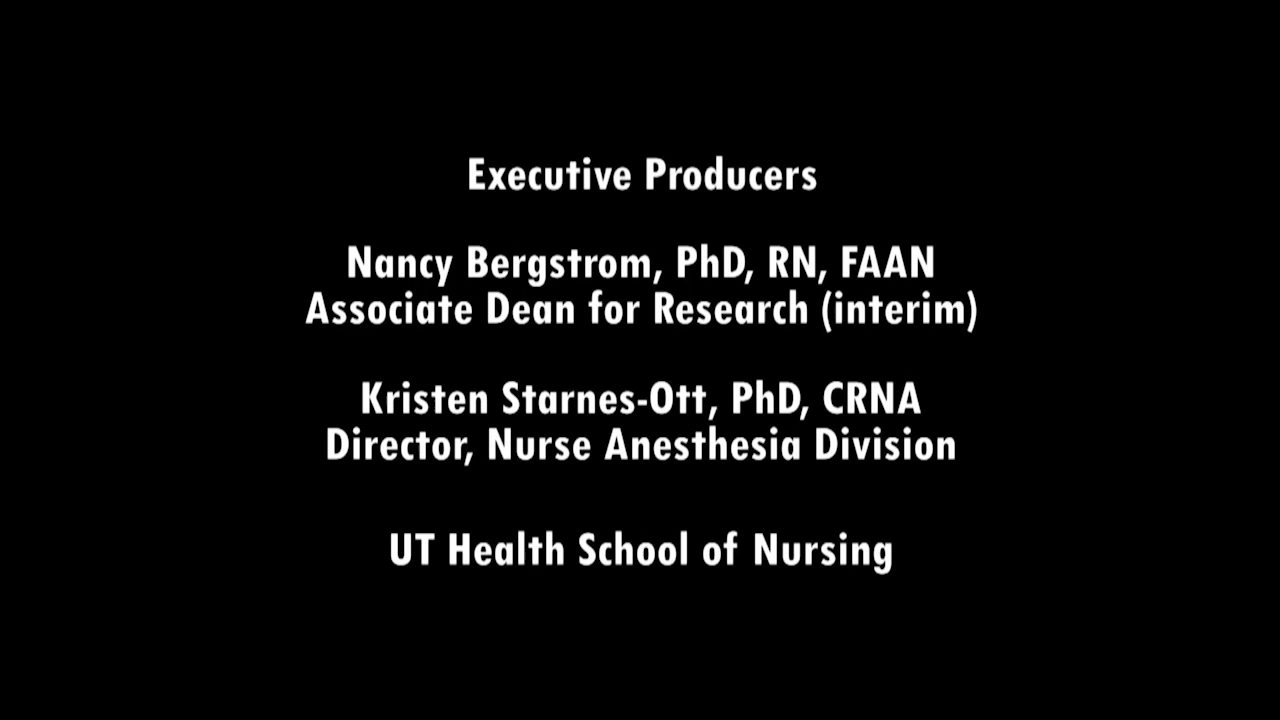 Executive Producers
Nancy Bergstrom, PhD, RN, FAAN
Associate Dean for Research (interim)
Kristen Starnes-Ott, PhD, CRNA
Director, Nurse Anesthesia Division
UT Health School of Nursing